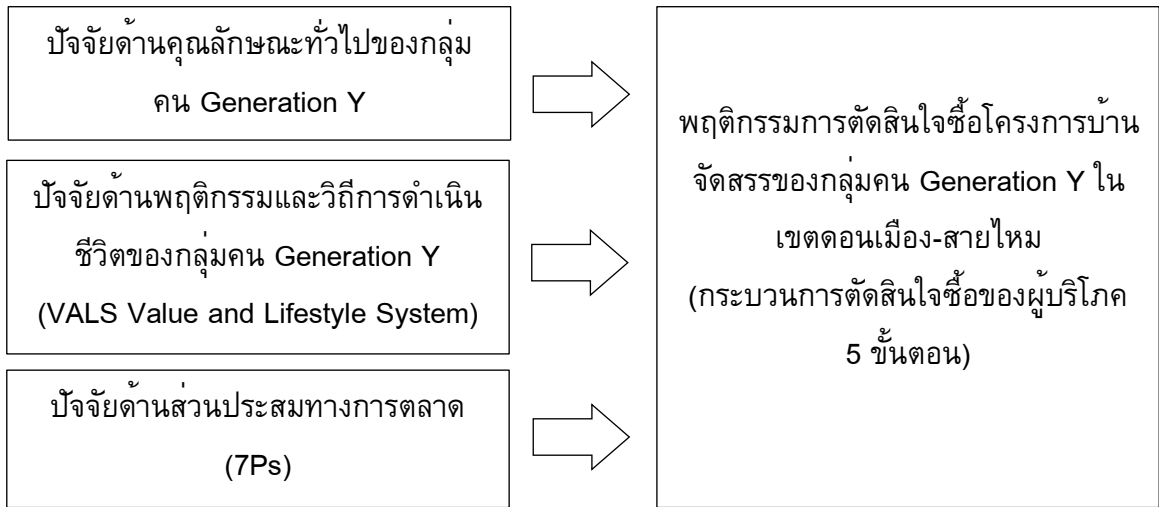 ปัจจัยด้านคุณลักษณะทั่วไปของกลุ่ม
คน Generation Y
ปัจจัยด้านพฤติกรรมและวิถีการดำเนิน
ชีวิตของกลุ่มคน Generation Y
(VALS Value and Lifestyle System)
ปัจจัยด้านส่วนประสมทางการตลาด
(7Ps)
พฤติกรรมการตัดสินใจซื้อโครงการบ้าน
จัดสรรของกลุ่มคน Generation Y ใน
เขตดอนเมือง-สายไหม
(กระบวนการตัดสินใจซื้อของผู้บริโภค
5 ขั้นตอน)